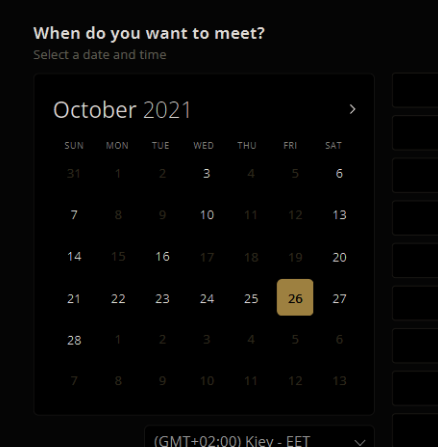 When do you want to meet?
Select a date and time
October 2021
SUN MON TUE WED THU FRI SAT
31 1 2 3 4 5 6
7 8 9 10 11 12 13
14 15 16 17 18 19 20
21 22 23 24 25 26 27
28 1 2 3 4 5 6
7 8 9 10 11 12 13
(GMT+02:00) Kiev - EET